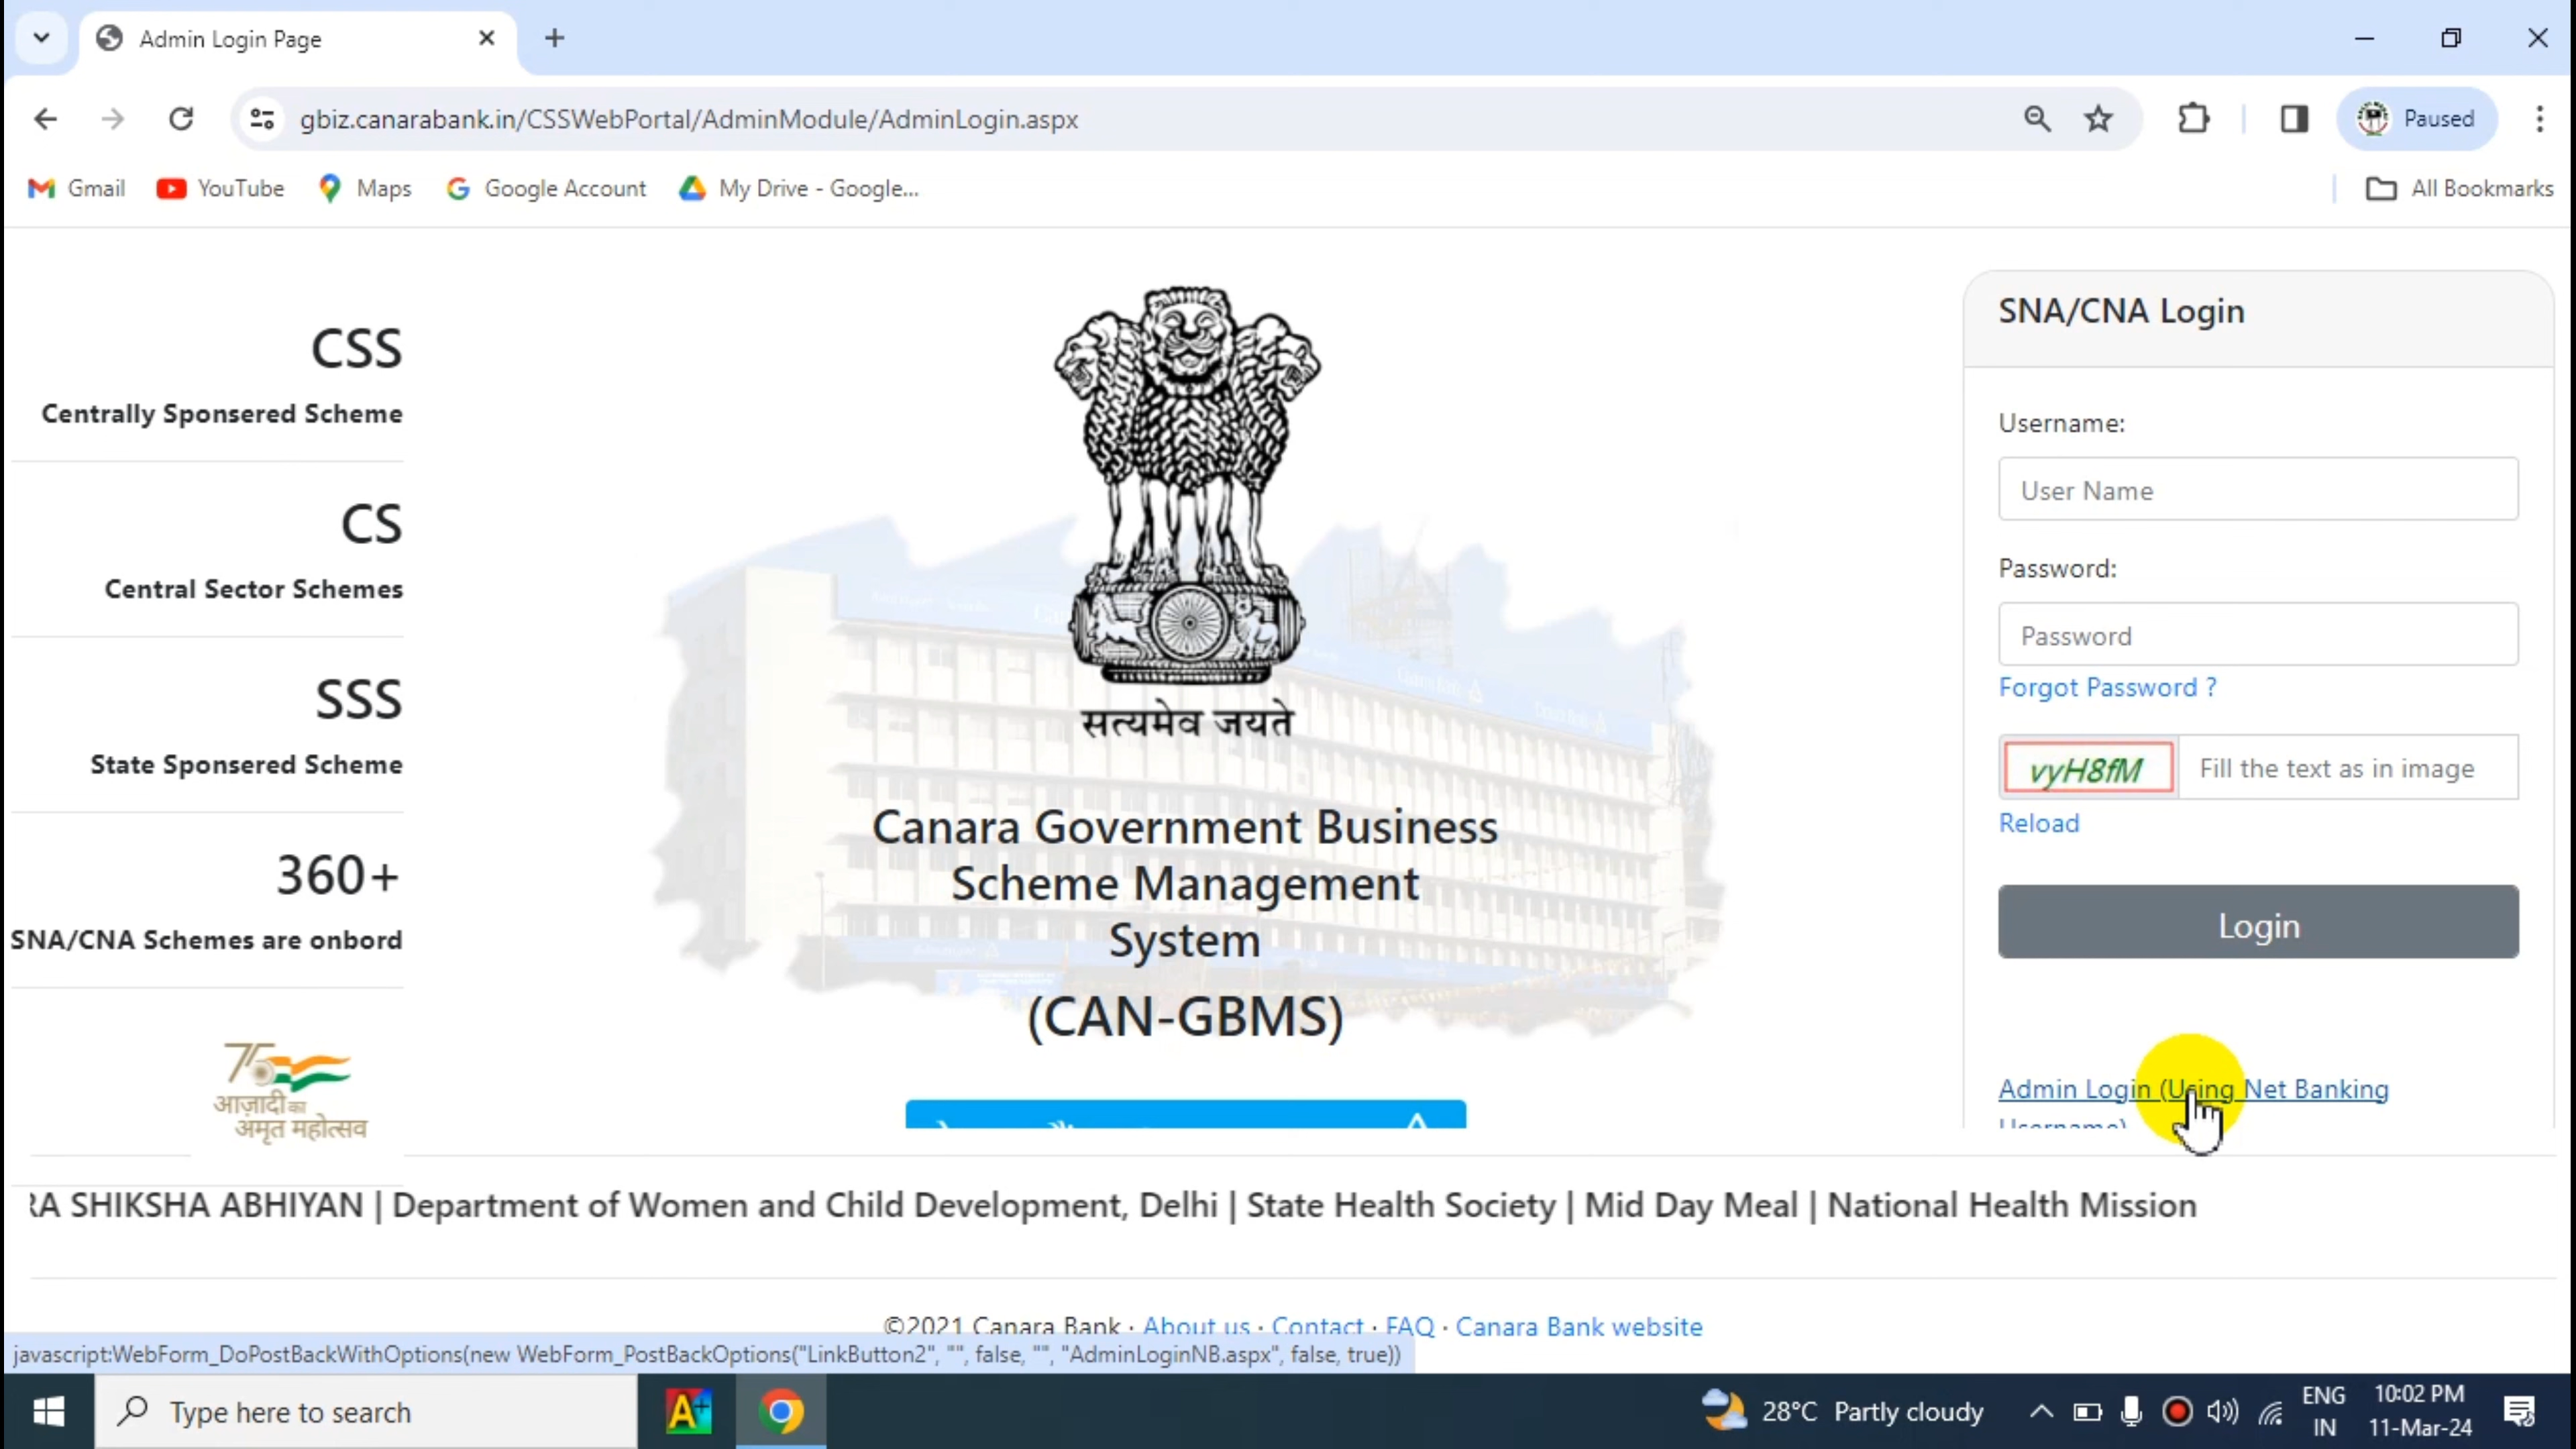 Admin Login Page
gbiz.canarabank.in/CSSWebPortal/AdminModule/AdminLogin.aspx
Paused
Gmail
YouTube
Maps
Google Account
My Drive - Google...
All Bookmarks
CSS
Centrally Sponsered Scheme
CS
Central Sector Schemes
SSS
State Sponsered Scheme
360+
SNA/CNA Schemes are onbord
75
आज़ादी का
अमृत महोत्सव
सत्यमेव जयते
Canara Government Business
Scheme Management
System
(CAN-GBMS)
SNA/CNA Login
Username:
User Name
Password:
Password
Forgot Password ?
vyH8fM
Fill the text as in image
Reload
Login
Admin Login (Using Net Banking
Username)
RA SHIKSHA ABHIYAN | Department of Women and Child Development, Delhi | State Health Society | Mid Day Meal | National Health Mission
©2021 Canara Bank · About us · Contact · FAQ · Canara Bank website
javascript:WebForm_DoPostBackWithOptions(new WebForm_PostBackOptions("LinkButton2", "", false, "", "AdminLoginNB.aspx", false, true))
Type here to search
28°C Partly cloudy
ENG
IN
10:02 PM
11-Mar-24